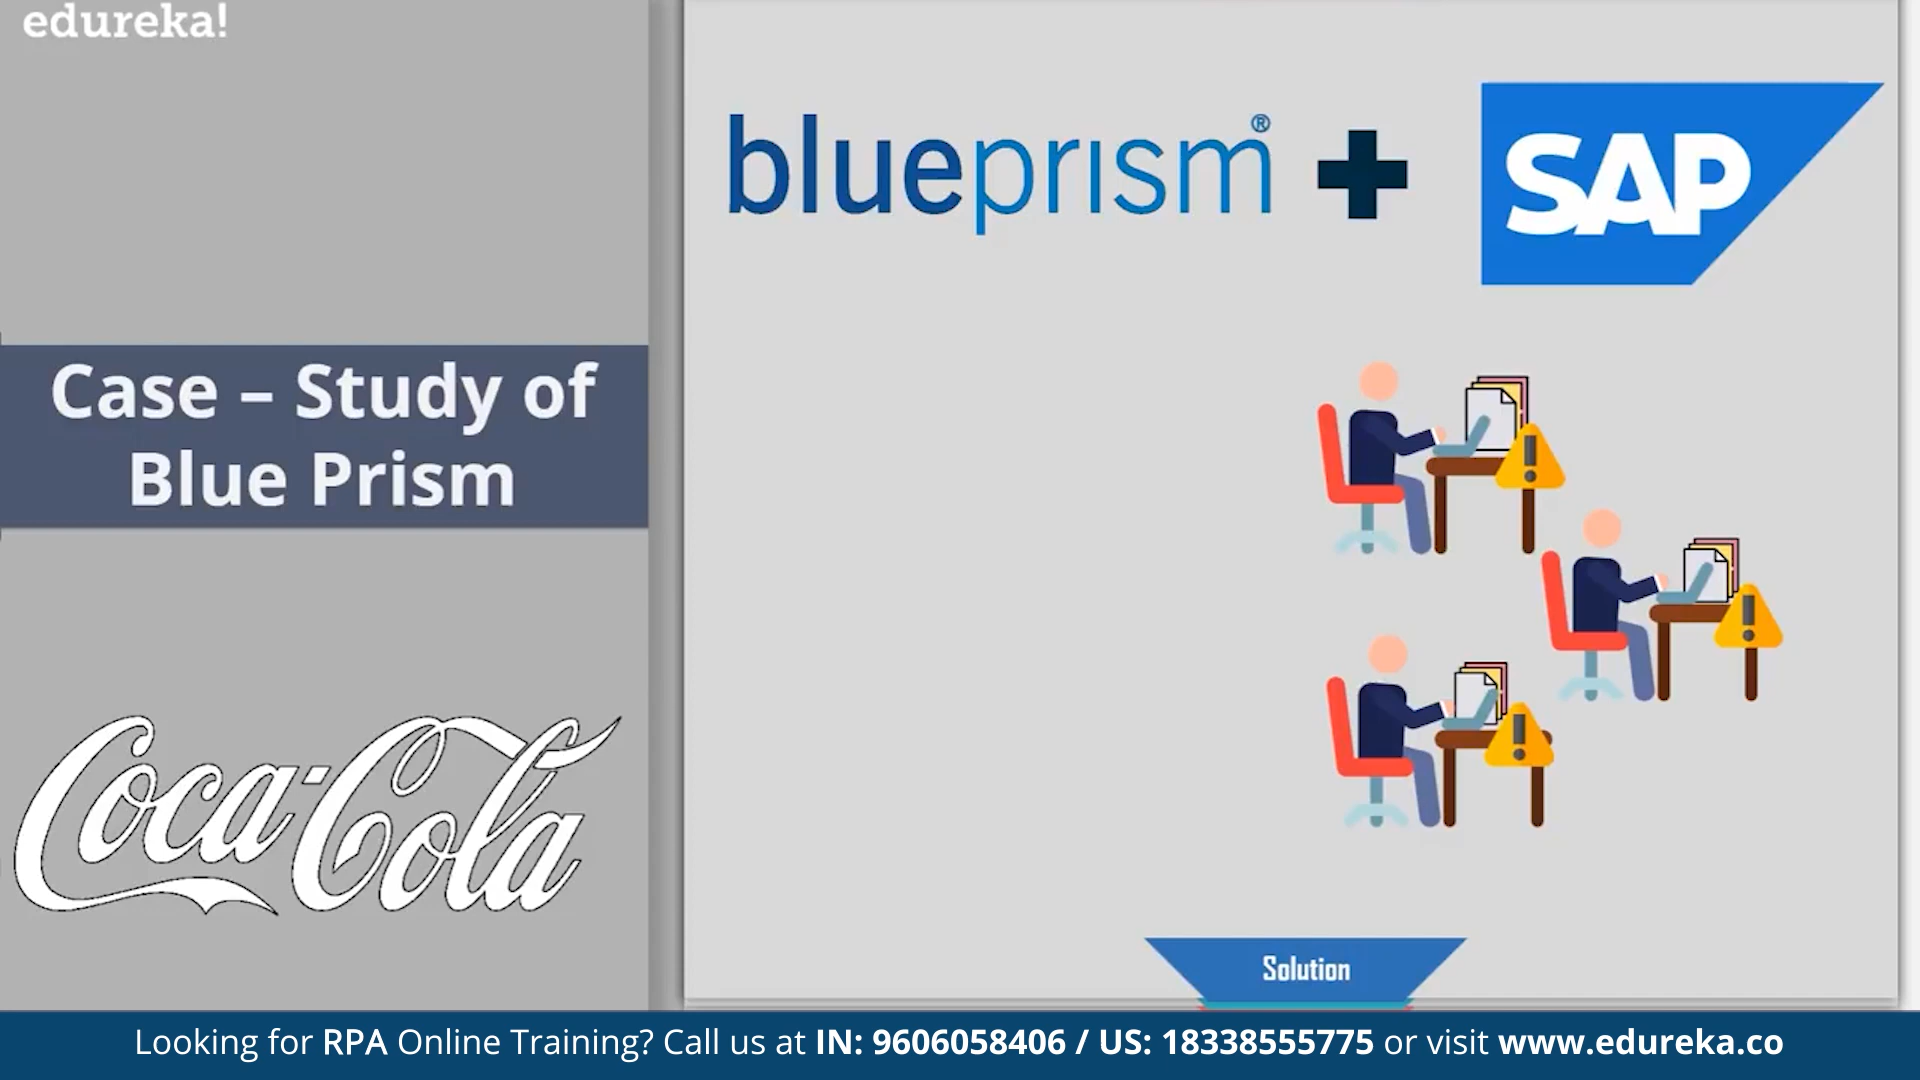 edureka!
Case – Study of
Blue Prism
Coca-Cola
blueprism®
SAP
Solution
Looking for RPA Online Training? Call us at IN: 9606058406 / US: 18338555775 or visit www.edureka.co